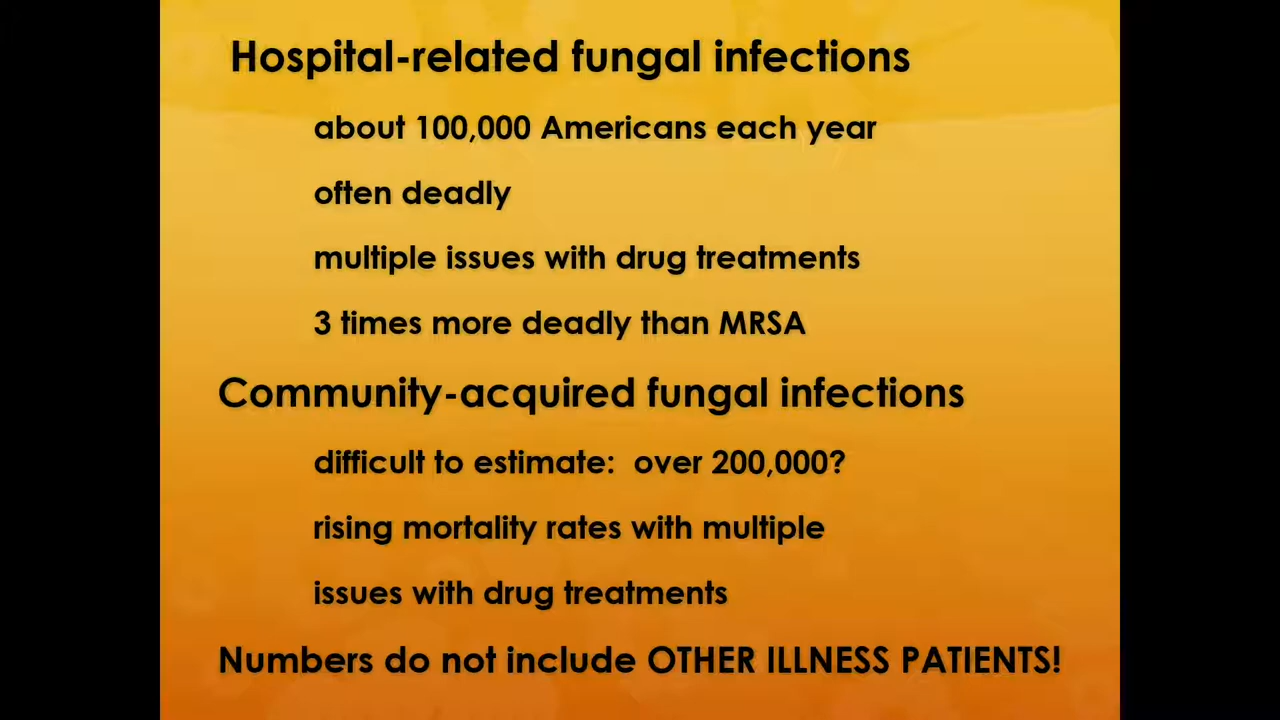 Hospital-related fungal infections
about 100,000 Americans each year
often deadly
multiple issues with drug treatments
3 times more deadly than MRSA
Community-acquired fungal infections
difficult to estimate:  over 200,000?
rising mortality rates with multiple
issues with drug treatments
Numbers do not include OTHER ILLNESS PATIENTS!